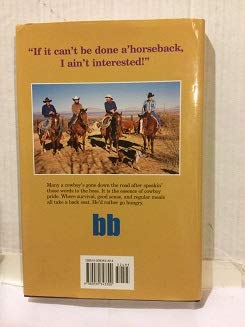 “If it can't be done a'horseback,
I ain't interested!”
Many a cowboy's gone down the road after speakin'
those words to the boss. It is the essence of cowboy
pride. Where survival, good sense, and regular meals
all take a back seat. He'd rather go hungry.
bb